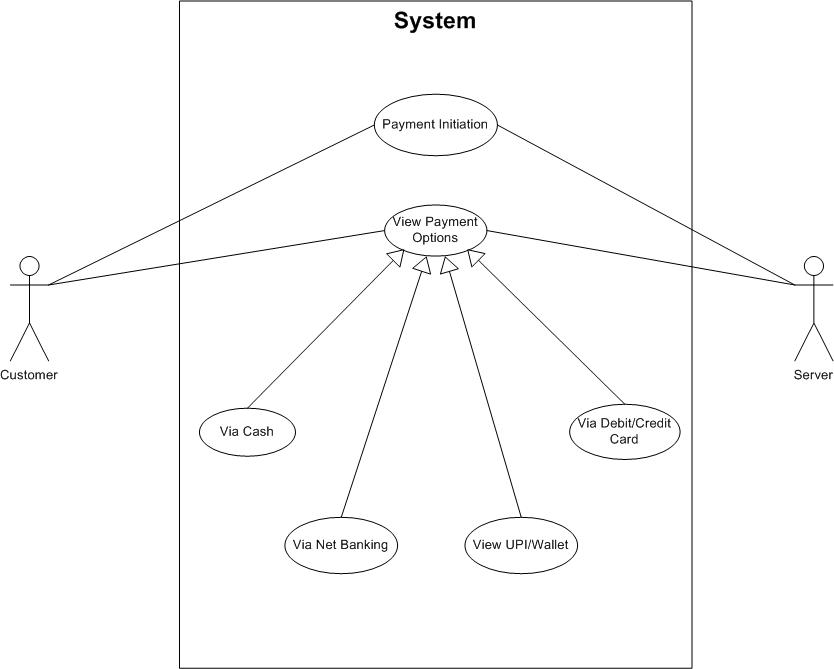 System
Payment Initiation
View Payment
Options
Customer
Server
Via Cash
Via Debit/Credit
Card
Via Net Banking
View UPI/Wallet